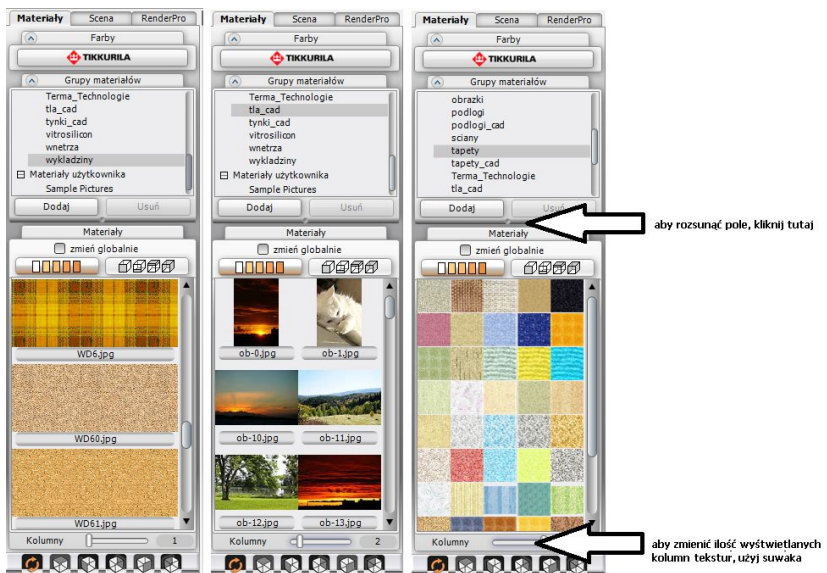 Materiały Scena RenderPro
Farby
TIKKURILA
Grupy materiałów
Terma_Technologie
tla_cad
tynki_cad
vitrosilicon
wnetrza
wykladziny
Materiały użytkownika
Sample Pictures
Dodaj Usuń
Materiały
zmień globalnie
WD6.jpg
WD60.jpg
WD61.jpg
Kolumny 1
Materiały Scena RenderPro
Farby
TIKKURILA
Grupy materiałów
Terma_Technologie
tla_cad
tynki_cad
vitrosilicon
wnetrza
wykladziny
Materiały użytkownika
Sample Pictures
Dodaj Usuń
Materiały
zmień globalnie
ob-0.jpg ob-1.jpg
ob-10.jpg ob-11.jpg
ob-12.jpg ob-13.jpg
Kolumny 2
Materiały Scena RenderPro
Farby
TIKKURILA
Grupy materiałów
obrazki
podlogi
podlogi_cad
sciany
tapety
tapety_cad
Terma_Technologie
tla_cad
Dodaj Usuń
Materiały
zmień globalnie
Kolumny
aby rozsunąć pole, kliknij tutaj
aby zmienić ilość wyśtwietlanych
kolumn tekstur, użyj suwaka